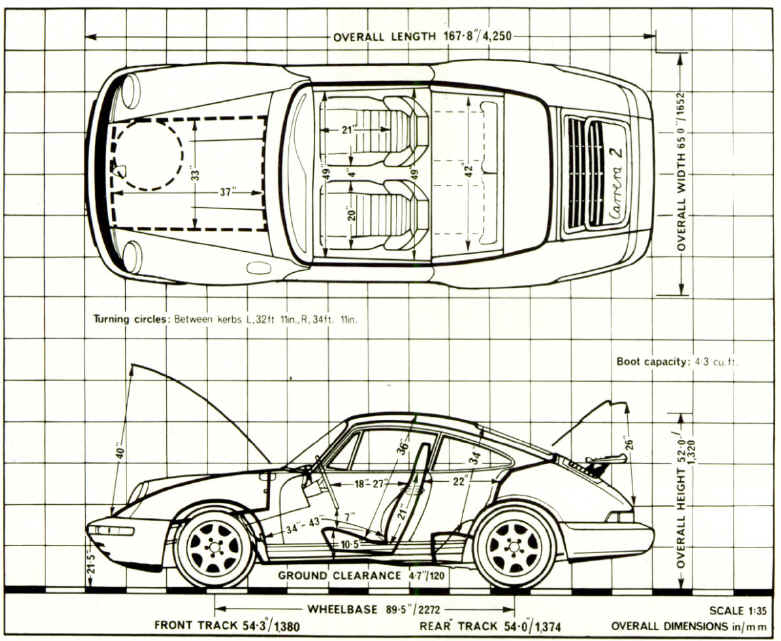 OVERALL LENGTH 167·8"/4,250
21"
33"
49"
4"
49"
42"
37"
20"
Carrera 2
OVERALL WIDTH 65·0"/1652
Turning circles: Between kerbs L, 32ft. 11in., R, 34ft. 11in.
Boot capacity: 4·3 cu.ft.
40"
36"
34"
26"
18"-27"
22"
21"
34"-43"
7"
10·5"
21·5"
OVERALL HEIGHT 52·0"/1,320
GROUND CLEARANCE 4·7"/120
WHEELBASE 89·5"/2272
SCALE 1:35
FRONT TRACK 54·3"/1,380
REAR TRACK 54·0"/1,374
OVERALL DIMENSIONS in/mm